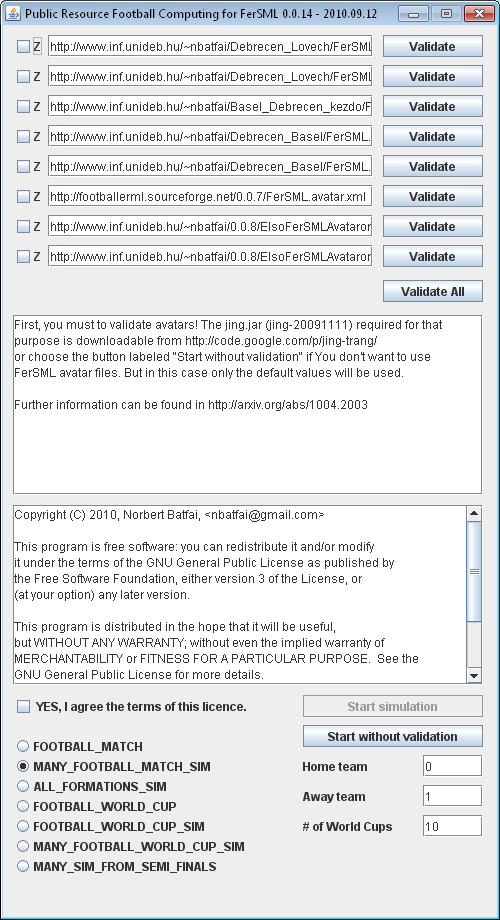 Public Resource Football Computing for FerSML 0.0.14 - 2010.09.12
Z http://www.inf.unideb.hu/~nbatfai/Debrecen_Lovech/FerSML Validate
Z http://www.inf.unideb.hu/~nbatfai/Debrecen_Lovech/FerSML Validate
Z http://www.inf.unideb.hu/~nbatfai/Basel_Debrecen_kezdo/F Validate
Z http://www.inf.unideb.hu/~nbatfai/Debrecen_Basel/FerSML. Validate
Z http://www.inf.unideb.hu/~nbatfai/Debrecen_Basel/FerSML. Validate
Z http://footballerml.sourceforge.net/0.0.7/FerSML.avatar.xml Validate
Z http://www.inf.unideb.hu/~nbatfai/0.0.8/ElsoFerSMLAvataror Validate
Z http://www.inf.unideb.hu/~nbatfai/0.0.8/ElsoFerSMLAvataror Validate
Validate All
First, you must to validate avatars! The jing.jar (jing-20091111) required for that
purpose is downloadable from http://code.google.com/p/jing-trang/
or choose the button labeled "Start without validation" if You don't want to use
FerSML avatar files. But in this case only the default values will be used.
Further information can be found in http://arxiv.org/abs/1004.2003
Copyright (C) 2010, Norbert Batfai, <nbatfai@gmail.com>
This program is free software: you can redistribute it and/or modify
it under the terms of the GNU General Public License as published by
the Free Software Foundation, either version 3 of the License, or
(at your option) any later version.
This program is distributed in the hope that it will be useful,
but WITHOUT ANY WARRANTY; without even the implied warranty of
MERCHANTABILITY or FITNESS FOR A PARTICULAR PURPOSE.  See the
GNU General Public License for more details.
YES, I agree the terms of this licence.
Start simulation
Start without validation
FOOTBALL_MATCH
MANY_FOOTBALL_MATCH_SIM
ALL_FORMATIONS_SIM
FOOTBALL_WORLD_CUP
FOOTBALL_WORLD_CUP_SIM
MANY_FOOTBALL_WORLD_CUP_SIM
MANY_SIM_FROM_SEMI_FINALS
Home team 0
Away team 1
# of World Cups 10